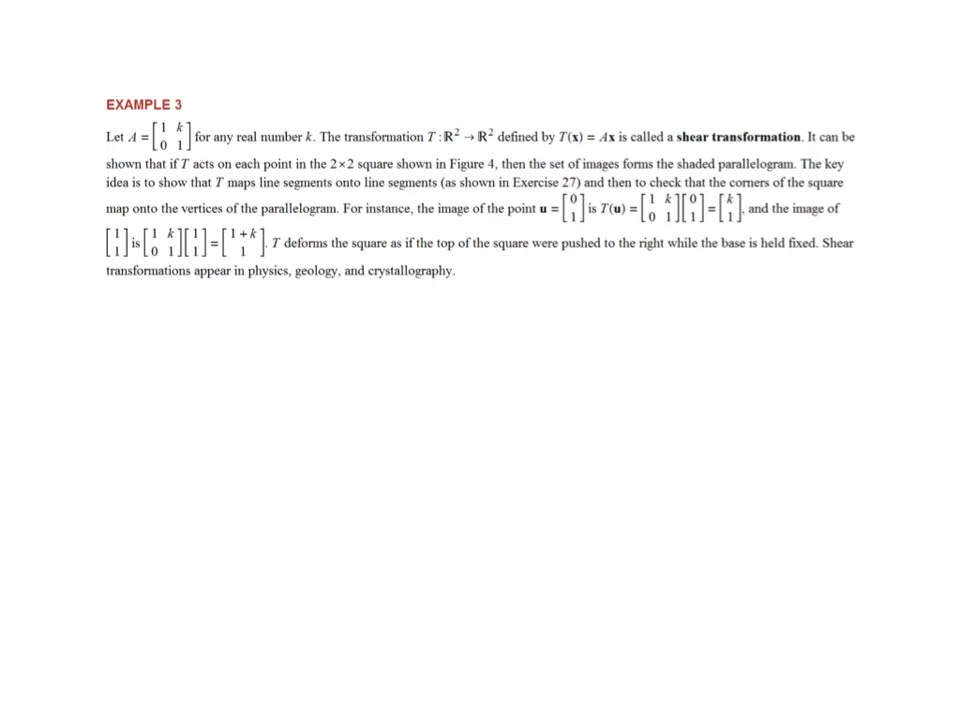 EXAMPLE 3
Let A = [1 k; 0 1] for any real number k. The transformation T : ℝ² → ℝ² defined by T(x) = Ax is called a shear transformation. It can be
shown that if T acts on each point in the 2×2 square shown in Figure 4, then the set of images forms the shaded parallelogram. The key
idea is to show that T maps line segments onto line segments (as shown in Exercise 27) and then to check that the corners of the square
map onto the vertices of the parallelogram. For instance, the image of the point u = [0; 1] is T(u) = [1 k; 0 1][0; 1] = [k; 1], and the image of
[1; 1] is [1 k; 0 1][1; 1] = [1+k; 1]. T deforms the square as if the top of the square were pushed to the right while the base is held fixed. Shear
transformations appear in physics, geology, and crystallography.